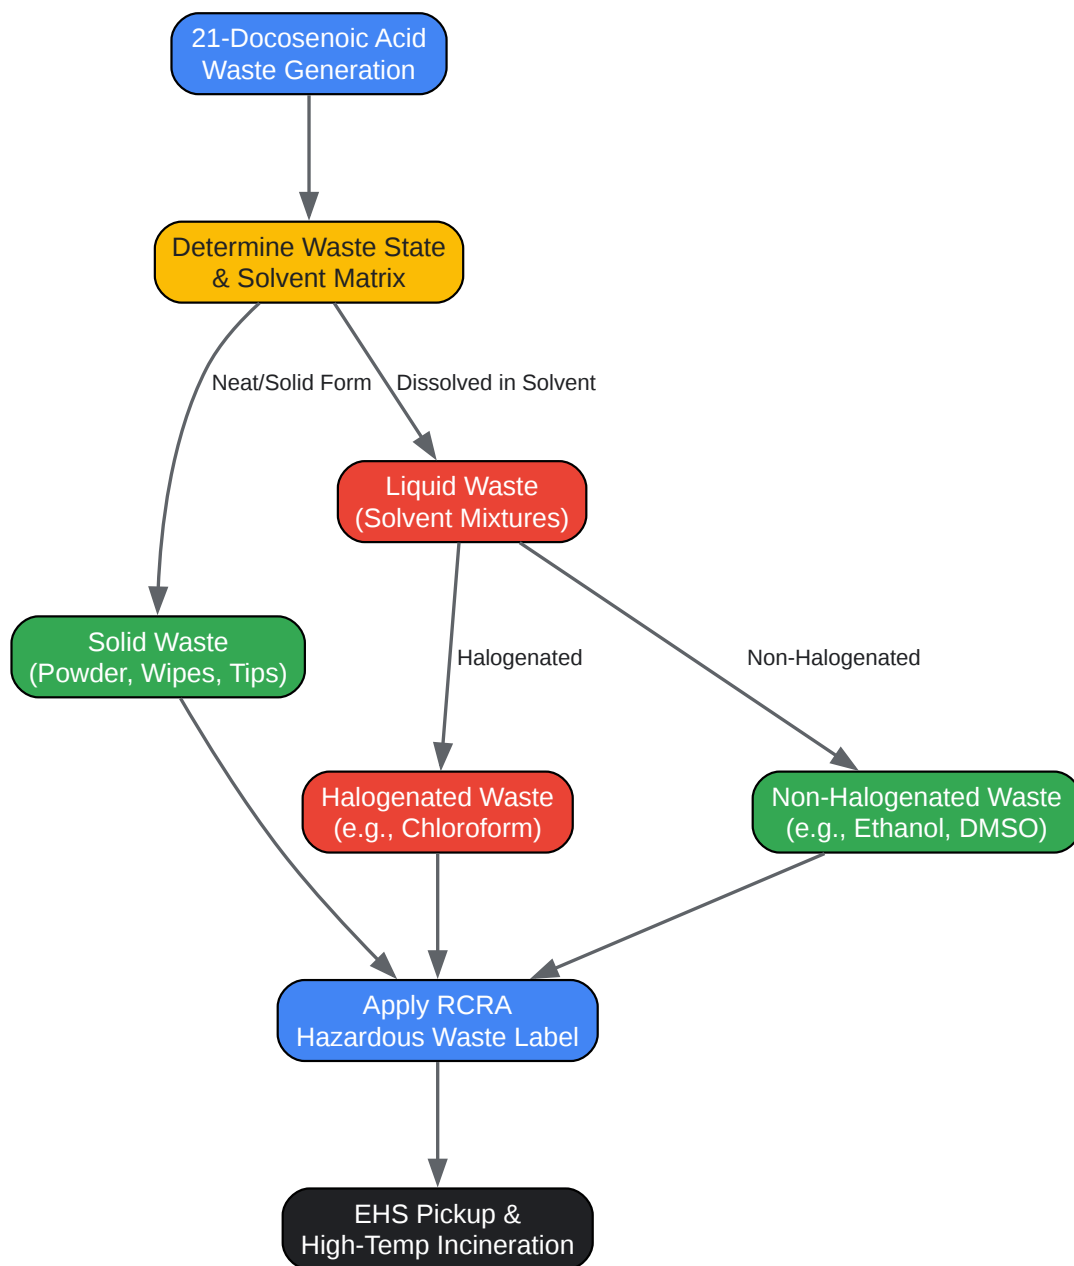 21-Docosenoic Acid
Waste Generation
Determine Waste State
& Solvent Matrix
Neat/Solid Form
Dissolved in Solvent
Liquid Waste
(Solvent Mixtures)
Solid Waste
(Powder, Wipes, Tips)
Halogenated
Non-Halogenated
Halogenated Waste
(e.g., Chloroform)
Non-Halogenated Waste
(e.g., Ethanol, DMSO)
Apply RCRA
Hazardous Waste Label
EHS Pickup &
High-Temp Incineration